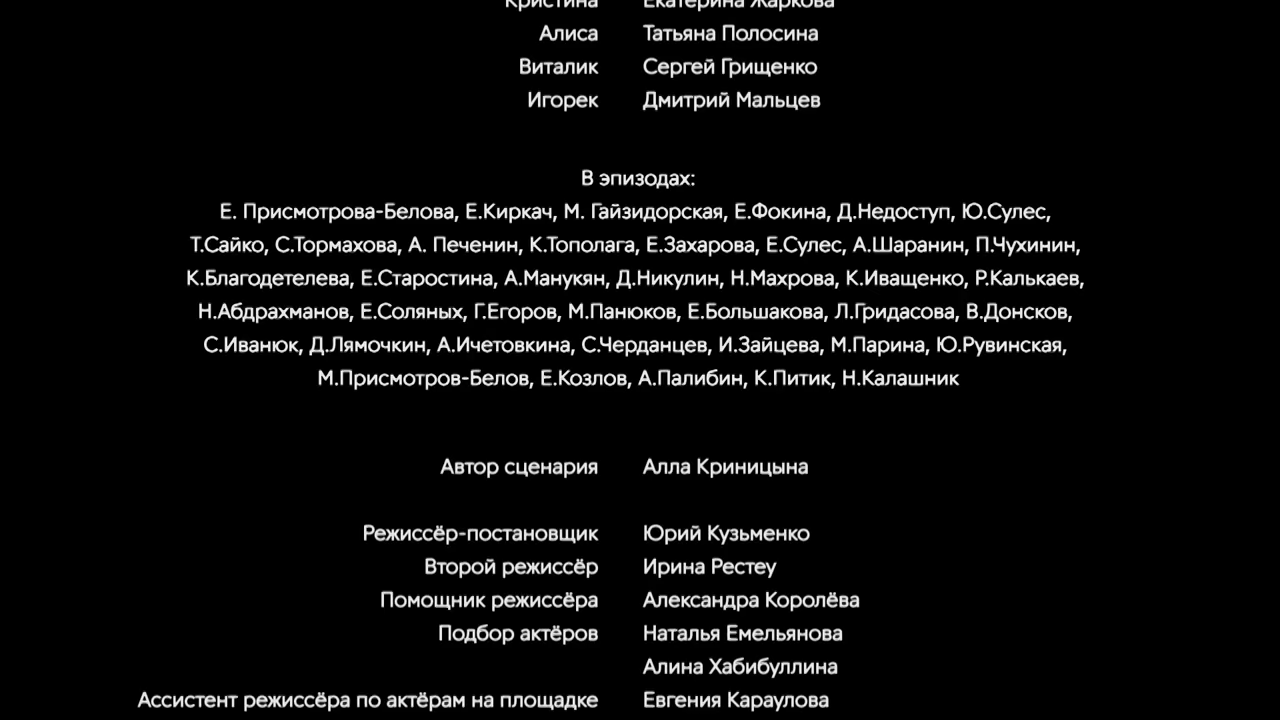 Кристина Екатерина Жаркова
Алиса Татьяна Полосина
Виталик Сергей Грищенко
Игорек Дмитрий Мальцев
В эпизодах:
Е. Присмотрова-Белова, Е.Киркач, М. Гайзидорская, Е.Фокина, Д.Недоступ, Ю.Сулес,
Т.Сайко, С.Тормахова, А. Печенин, К.Тополага, Е.Захарова, Е.Сулес, А.Шаранин, П.Чухинин,
К.Благодетелева, Е.Старостина, А.Манукян, Д.Никулин, Н.Махрова, К.Иващенко, Р.Калькаев,
Н.Абдрахманов, Е.Соляных, Г.Егоров, М.Панюков, Е.Большакова, Л.Гридасова, В.Донсков,
С.Иванюк, Д.Лямочкин, А.Ичетовкина, С.Черданцев, И.Зайцева, М.Парина, Ю.Рувинская,
М.Присмотров-Белов, Е.Козлов, А.Палибин, К.Питик, Н.Калашник
Автор сценария Алла Криницына
Режиссёр-постановщик Юрий Кузьменко
Второй режиссёр Ирина Рестеу
Помощник режиссёра Александра Королёва
Подбор актёров Наталья Емельянова
Алина Хабибуллина
Ассистент режиссёра по актёрам на площадке Евгения Караулова